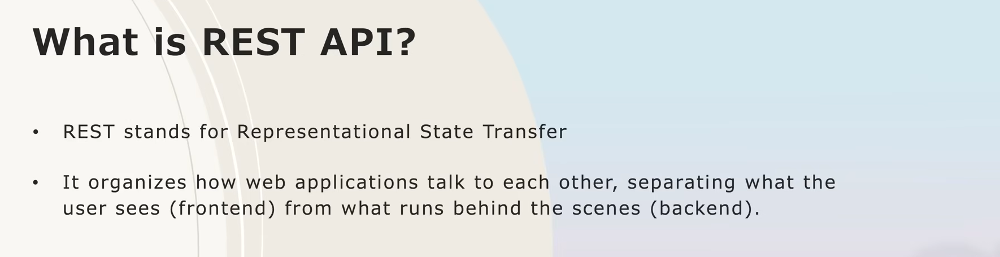 What is REST API?
• REST stands for Representational State Transfer
• It organizes how web applications talk to each other, separating what the
user sees (frontend) from what runs behind the scenes (backend).